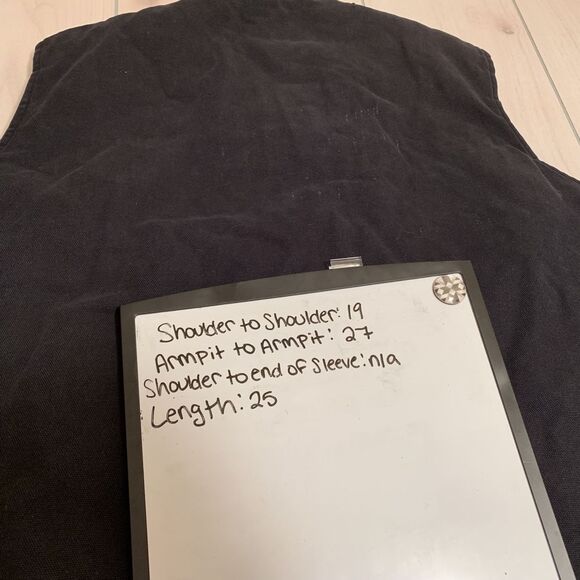 Shoulder to Shoulder: 19
Armpit to Armpit: 27
Shoulder to end of Sleeve: n/a
Length: 25